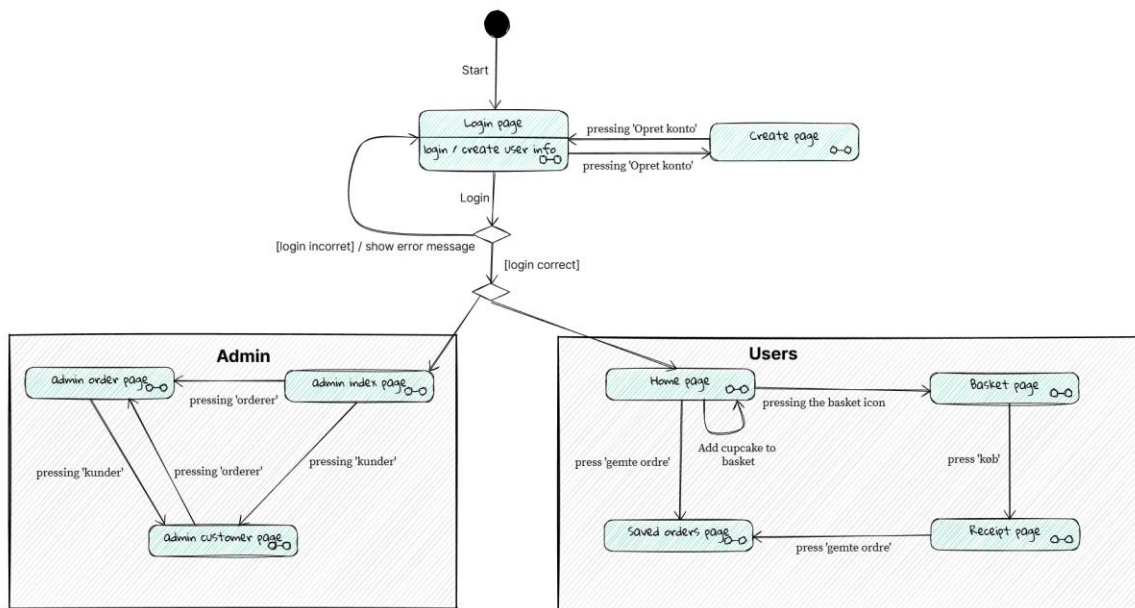 Start
Login page
login / create user info
pressing 'Opret konto'
Create page
pressing 'Opret konto'
Login
[login incorret] / show error message
[login correct]
Admin
admin order page
admin index page
pressing 'orderer'
pressing 'kunder'
pressing 'orderer'
pressing 'kunder'
admin customer page
Users
Home page
Basket page
pressing the basket icon
Add cupcake to
basket
press 'gemte ordre'
press 'køb'
Saved orders page
Receipt page
press 'gemte ordre'